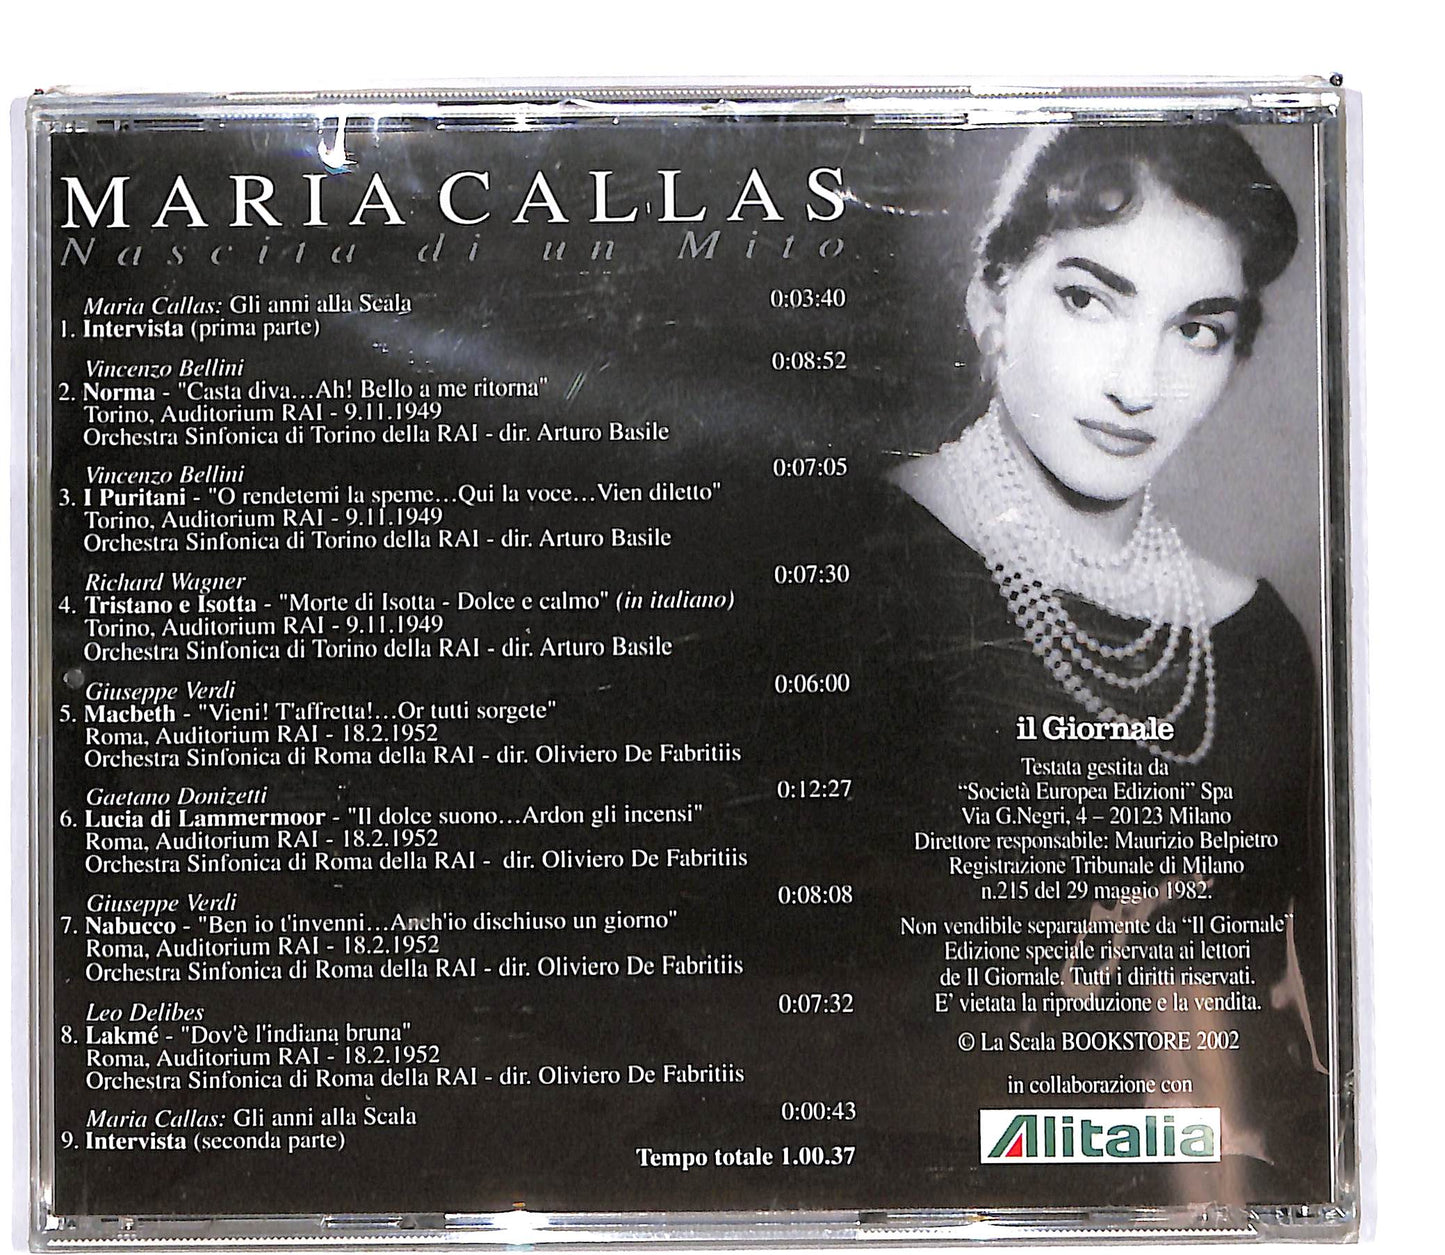 MARIA CALLAS
Nascita di un Mito
Maria Callas: Gli anni alla Scala 0:03:40
1. Intervista (prima parte)
Vincenzo Bellini 0:08:52
2. Norma - "Casta diva...Ah! Bello a me ritorna"
Torino, Auditorium RAI - 9.11.1949
Orchestra Sinfonica di Torino della RAI - dir. Arturo Basile
Vincenzo Bellini 0:07:05
3. I Puritani - "O rendetemi la speme...Qui la voce...Vien diletto"
Torino, Auditorium RAI - 9.11.1949
Orchestra Sinfonica di Torino della RAI - dir. Arturo Basile
Richard Wagner 0:07:30
4. Tristano e Isotta - "Morte di Isotta - Dolce e calmo" (in italiano)
Torino, Auditorium RAI - 9.11.1949
Orchestra Sinfonica di Torino della RAI - dir. Arturo Basile
Giuseppe Verdi 0:06:00
5. Macbeth - "Vieni! T'affretta!...Or tutti sorgete"
Roma, Auditorium RAI - 18.2.1952
Orchestra Sinfonica di Roma della RAI - dir. Oliviero De Fabritiis
Gaetano Donizetti 0:12:27
6. Lucia di Lammermoor - "Il dolce suono...Ardon gli incensi"
Roma, Auditorium RAI - 18.2.1952
Orchestra Sinfonica di Roma della RAI - dir. Oliviero De Fabritiis
Giuseppe Verdi 0:08:08
7. Nabucco - "Ben io t'invenni...Anch'io dischiuso un giorno"
Roma, Auditorium RAI - 18.2.1952
Orchestra Sinfonica di Roma della RAI - dir. Oliviero De Fabritiis
Leo Delibes 0:07:32
8. Lakmé - "Dov'è l'indiana bruna"
Roma, Auditorium RAI - 18.2.1952
Orchestra Sinfonica di Roma della RAI - dir. Oliviero De Fabritiis
Maria Callas: Gli anni alla Scala 0:00:43
9. Intervista (seconda parte)
Tempo totale 1.00.37
il Giornale
Testata gestita da
“Società Europea Edizioni” Spa
Via G.Negri, 4 – 20123 Milano
Direttore responsabile: Maurizio Belpietro
Registrazione Tribunale di Milano
n.215 del 29 maggio 1982.
Non vendibile separatamente da “Il Giornale”
Edizione speciale riservata ai lettori
de Il Giornale. Tutti i diritti riservati.
E’ vietata la riproduzione e la vendita.
© La Scala BOOKSTORE 2002
in collaborazione con
Alitalia